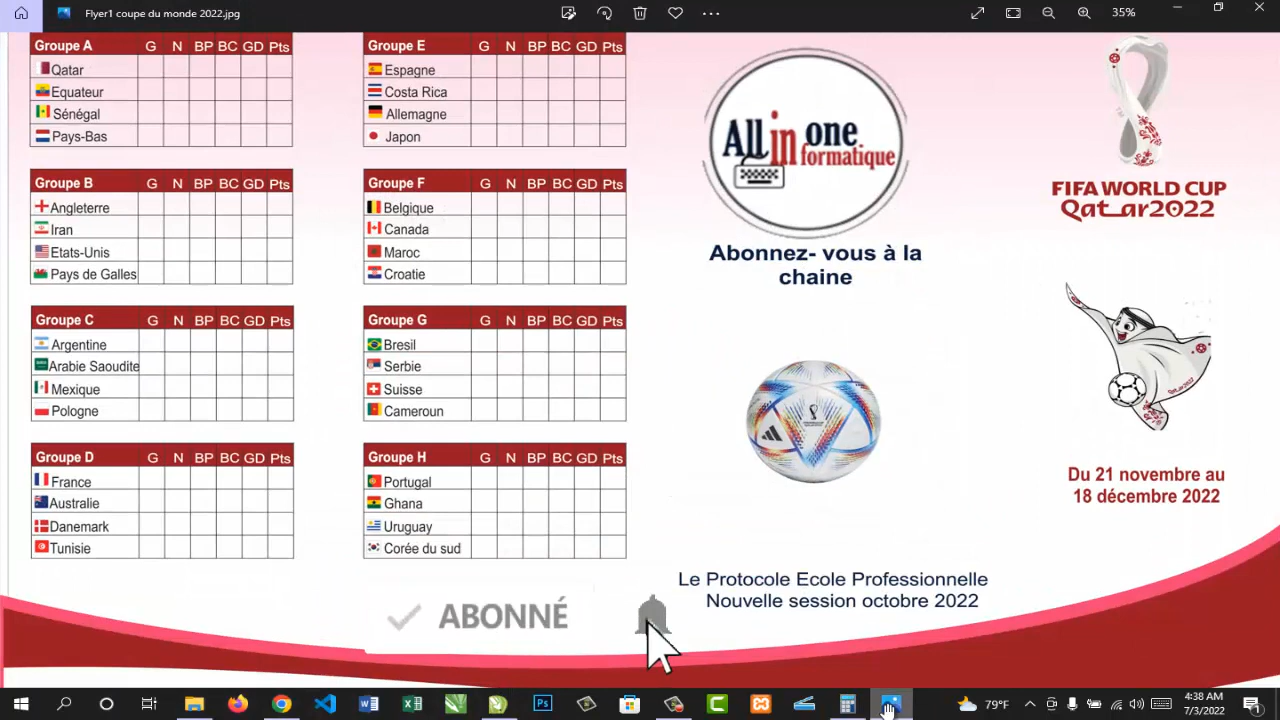 Flyer1 coupe du monde 2022.jpg
35%
Groupe A G N BP BC GD Pts
Qatar
Equateur
Sénégal
Pays-Bas
Groupe B G N BP BC GD Pts
Angleterre
Iran
Etats-Unis
Pays de Galles
Groupe C G N BP BC GD Pts
Argentine
Arabie Saoudite
Mexique
Pologne
Groupe D G N BP BC GD Pts
France
Australie
Danemark
Tunisie
Groupe E G N BP BC GD Pts
Espagne
Costa Rica
Allemagne
Japon
Groupe F G N BP BC GD Pts
Belgique
Canada
Maroc
Croatie
Groupe G G N BP BC GD Pts
Bresil
Serbie
Suisse
Cameroun
Groupe H G N BP BC GD Pts
Portugal
Ghana
Uruguay
Corée du sud
All in one
formatique
Abonnez- vous à la
chaine
FIFA WORLD CUP
Qatar2022
Du 21 novembre au
18 décembre 2022
Le Protocole Ecole Professionnelle
Nouvelle session octobre 2022
ABONNÉ
79°F
4:38 AM
7/3/2022